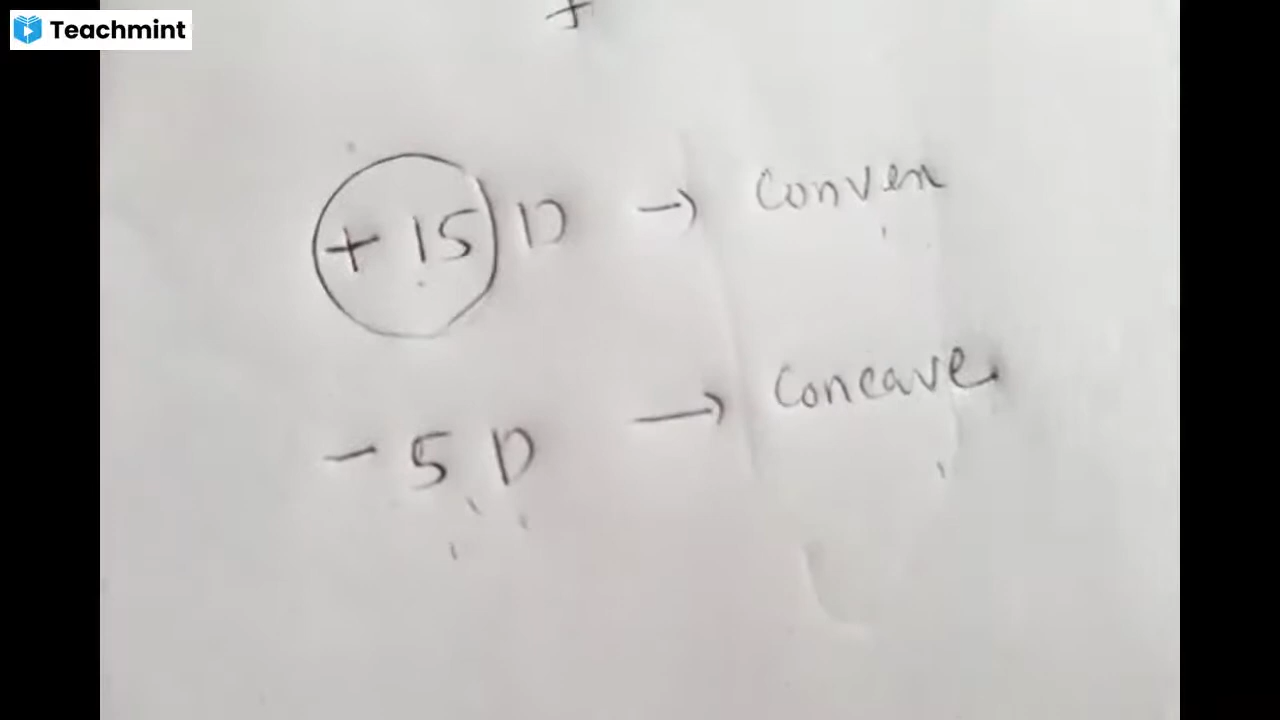 Teachmint
+
+ 15 D → Convex
- 5 D → Concave